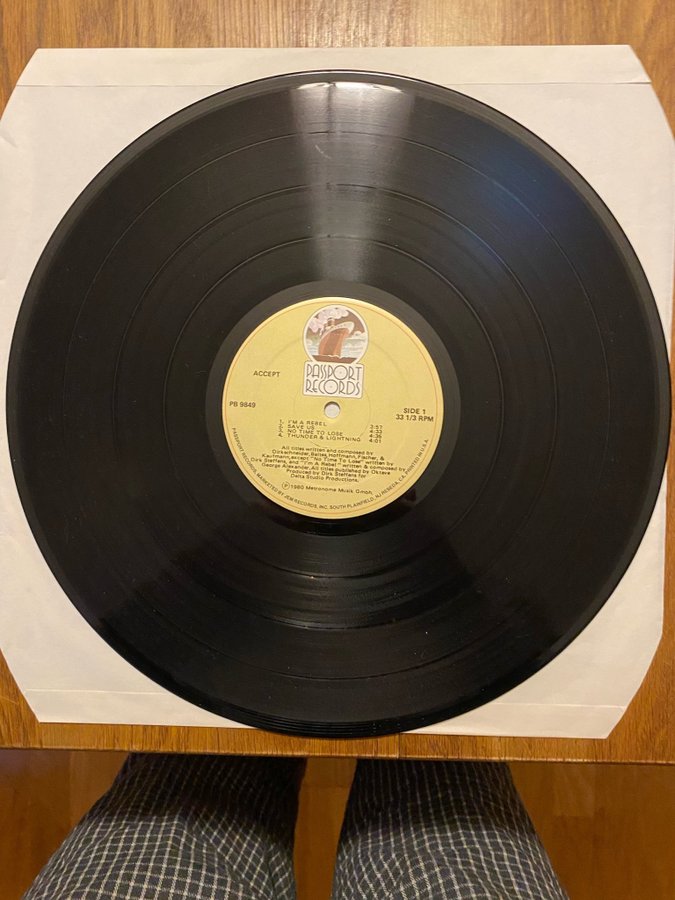 PASSPORT
RECORDS
ACCEPT
PB 9849
SIDE 1
33 1/3 RPM
1. I'M A REBEL 3:57
2. SAVE US 4:33
3. NO TIME TO LOSE 4:36
4. THUNDER & LIGHTNING 4:01
All titles written and composed by
Dirkschneider, Baltes, Hoffmann, Fischer, &
Kaufmann, except "No Time To Lose" written by
Dirk Steffens, and "I'm A Rebel" written & composed by
George Alexander. All titles published by Oktave
Produced by Dirk Steffens for
Delta Studio Productions.
℗ 1980 Metronome Musik GmbH.
PASSPORT RECORDS, MARKETED BY JEM RECORDS, INC. SOUTH PLAINFIELD, NJ RESEDA, CA. PRINTED IN U.S.A.